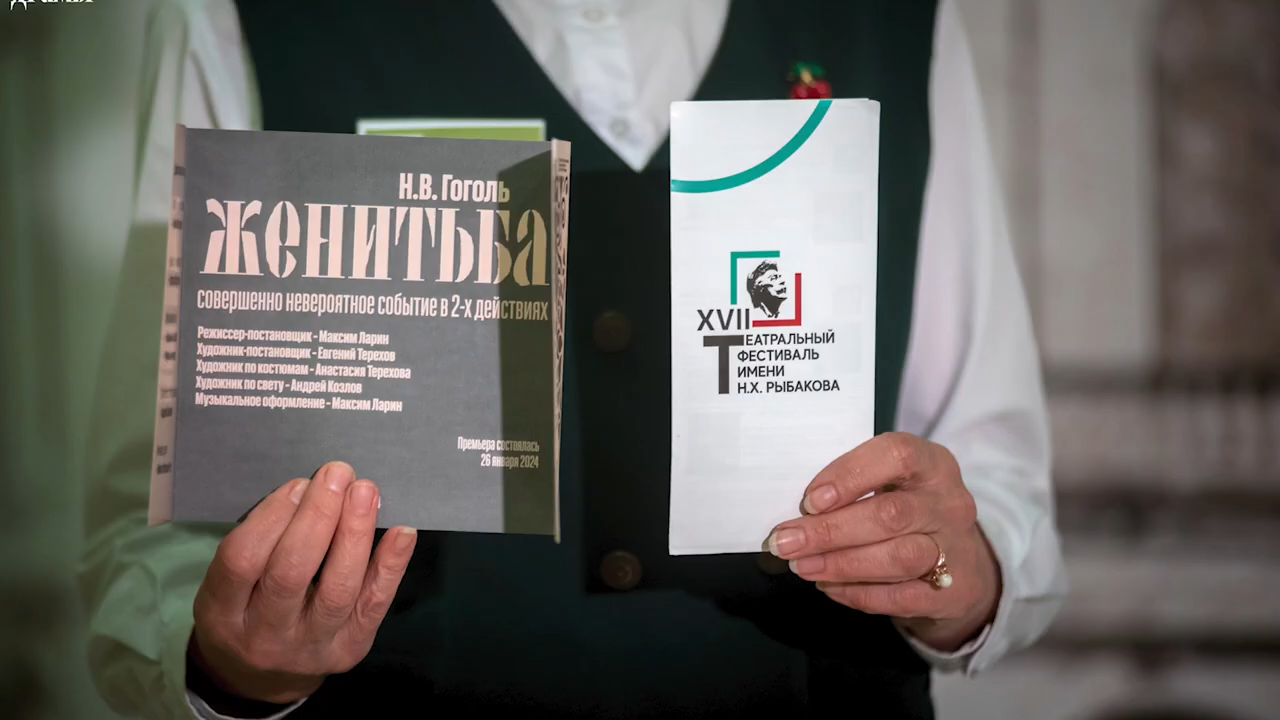 Н.В. Гоголь
Женитьба
совершенно невероятное событие в 2-х действиях
Режиссер-постановщик - Максим Ларин
Художник-постановщик - Евгений Терехов
Художник по костюмам - Анастасия Терехова
Художник по свету - Андрей Козлов
Музыкальное оформление - Максим Ларин
Премьера состоялась
26 января 2024
XVII
ТЕАТРАЛЬНЫЙ
ФЕСТИВАЛЬ
ИМЕНИ
Н.Х. РЫБАКОВА